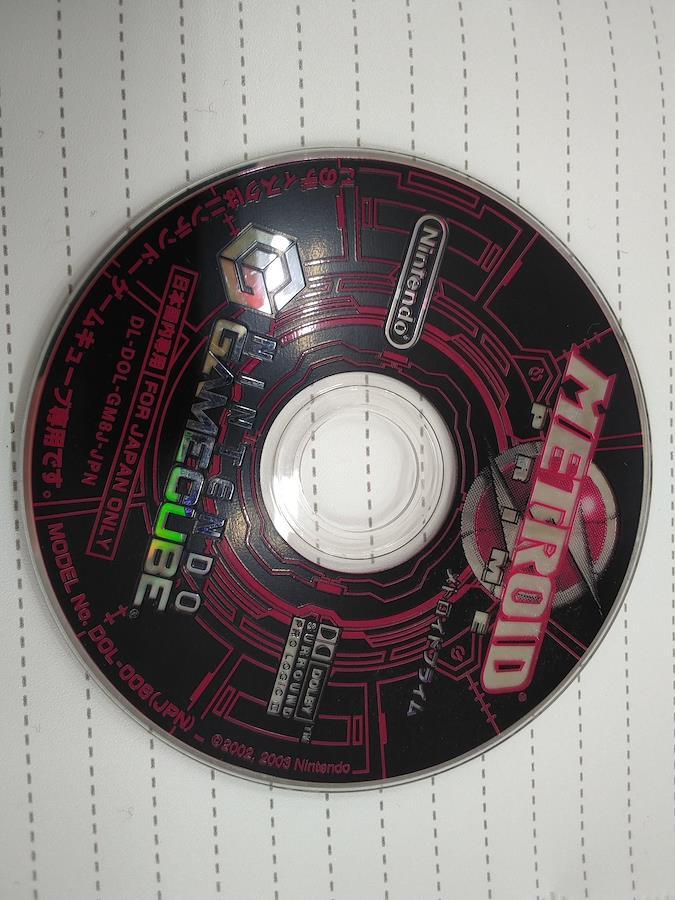 METROID
PRIME
メトロイドプライム
Nintendo®
DOLBY™
SURROUND
PRO LOGIC II
NINTENDO
GAMECUBE®
日本国内専用 FOR JAPAN ONLY
DL-DOL-GM8J-JPN
このディスクはニンテンドーゲームキューブ専用です。
MODEL No. DOL-006(JPN)
©2002, 2003 Nintendo